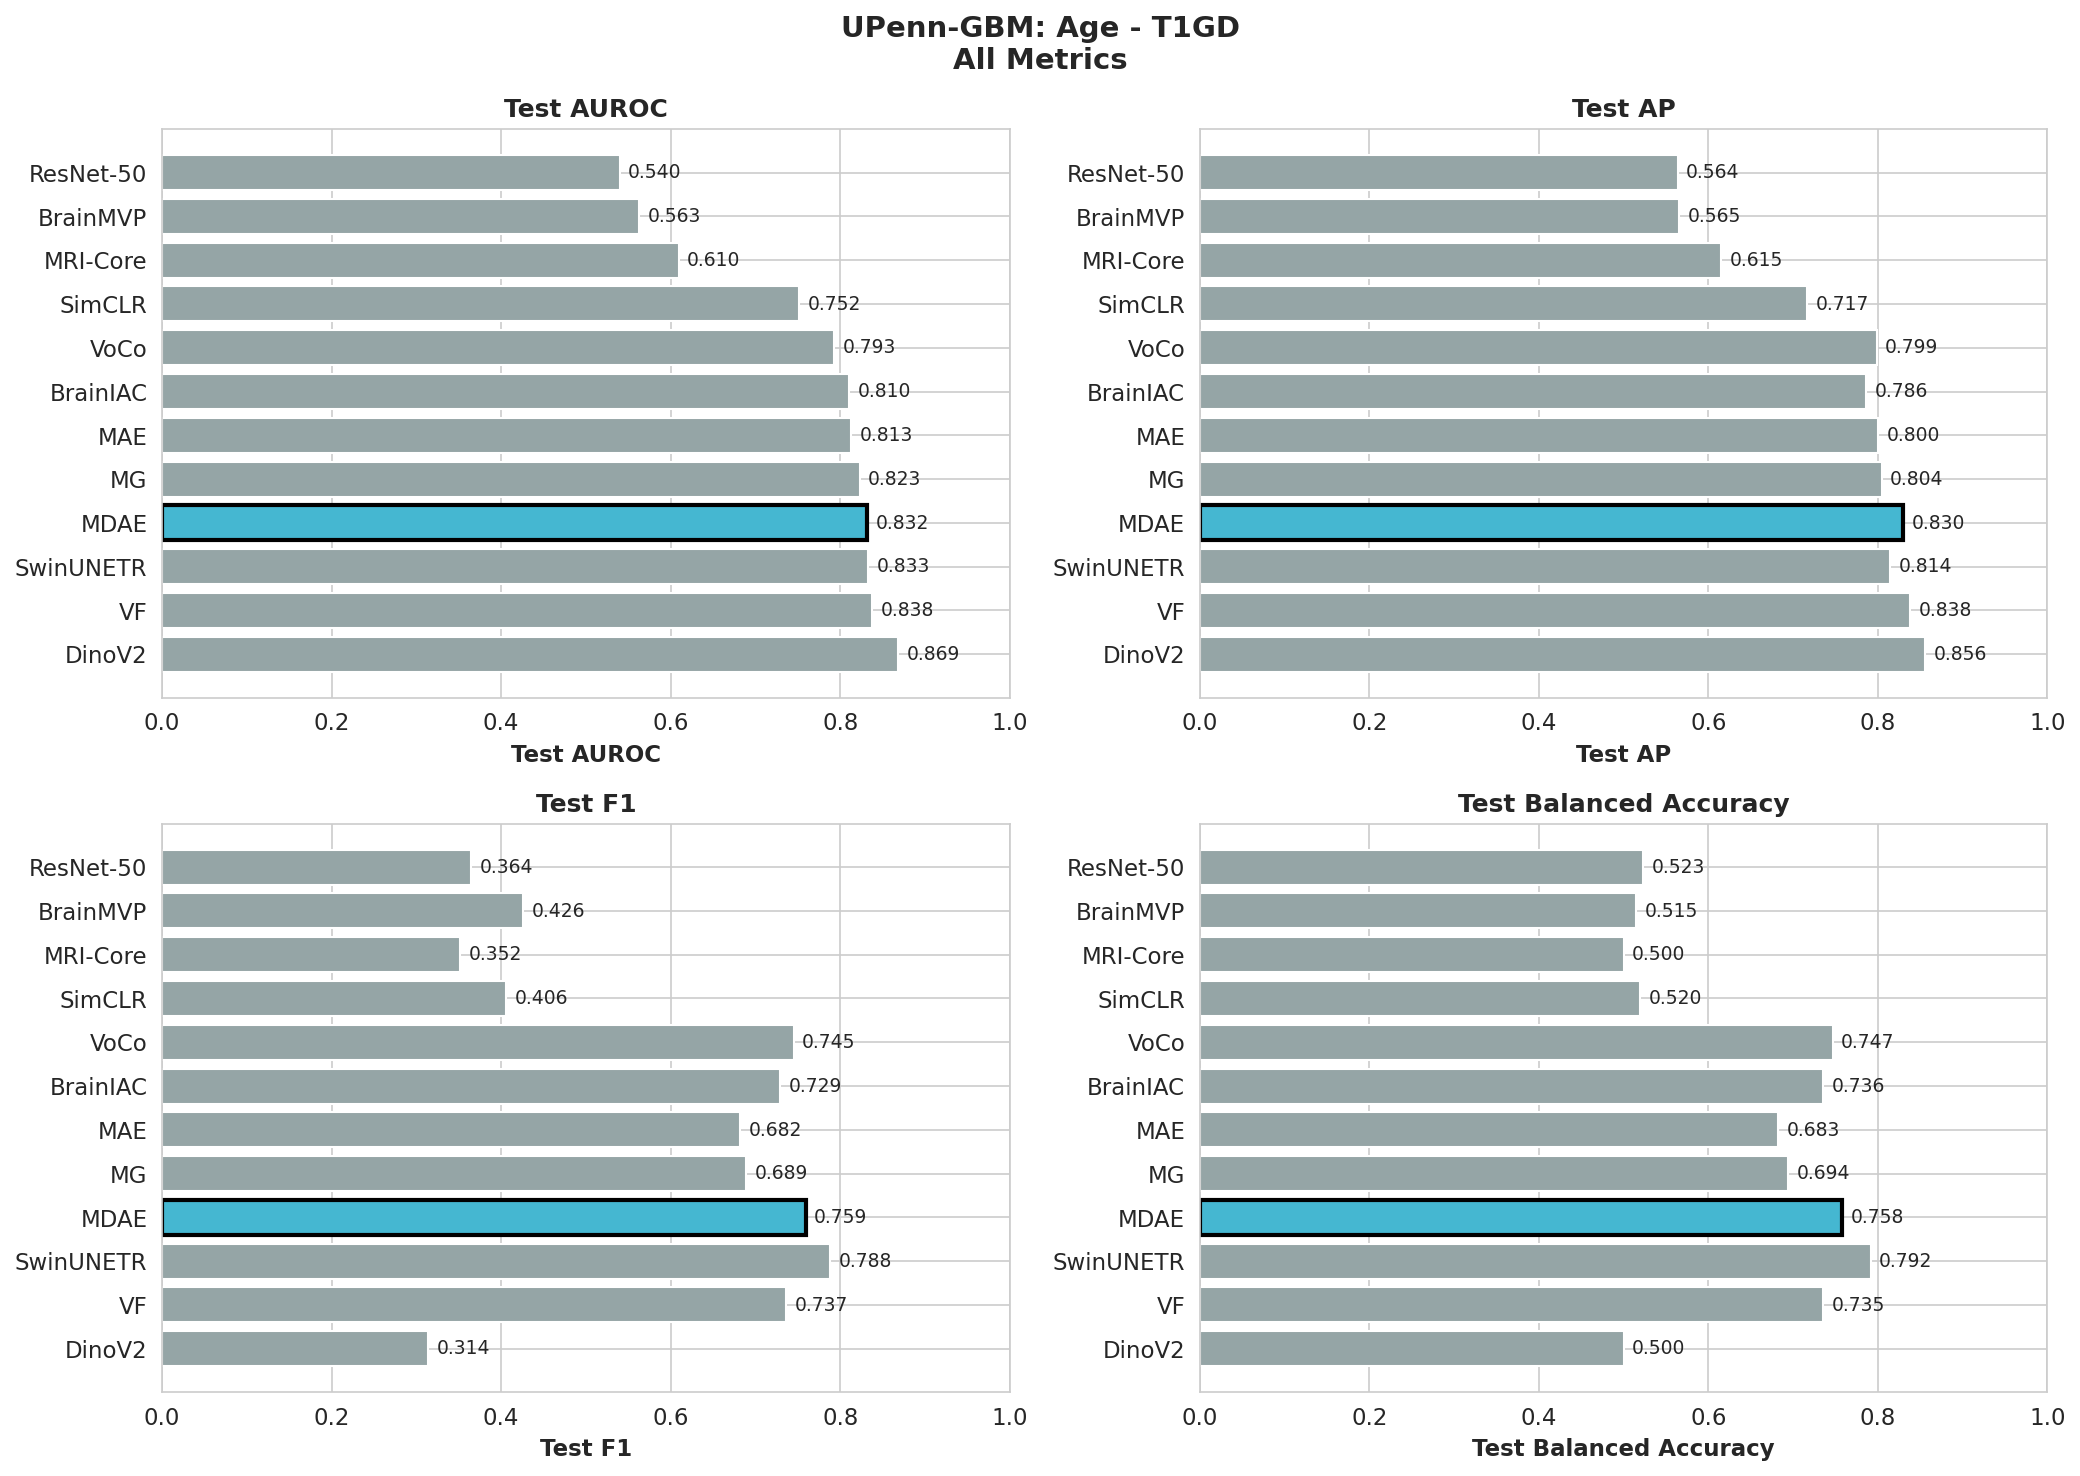 UPenn-GBM: Age - T1GD
All Metrics
Test AUROC
ResNet-50 0.540
BrainMVP 0.563
MRI-Core 0.610
SimCLR 0.752
VoCo 0.793
BrainIAC 0.810
MAE 0.813
MG 0.823
MDAE 0.832
SwinUNETR 0.833
VF 0.838
DinoV2 0.869
0.0 0.2 0.4 0.6 0.8 1.0
Test AUROC
Test AP
ResNet-50 0.564
BrainMVP 0.565
MRI-Core 0.615
SimCLR 0.717
VoCo 0.799
BrainIAC 0.786
MAE 0.800
MG 0.804
MDAE 0.830
SwinUNETR 0.814
VF 0.838
DinoV2 0.856
0.0 0.2 0.4 0.6 0.8 1.0
Test AP
Test F1
ResNet-50 0.364
BrainMVP 0.426
MRI-Core 0.352
SimCLR 0.406
VoCo 0.745
BrainIAC 0.729
MAE 0.682
MG 0.689
MDAE 0.759
SwinUNETR 0.788
VF 0.737
DinoV2 0.314
0.0 0.2 0.4 0.6 0.8 1.0
Test F1
Test Balanced Accuracy
ResNet-50 0.523
BrainMVP 0.515
MRI-Core 0.500
SimCLR 0.520
VoCo 0.747
BrainIAC 0.736
MAE 0.683
MG 0.694
MDAE 0.758
SwinUNETR 0.792
VF 0.735
DinoV2 0.500
0.0 0.2 0.4 0.6 0.8 1.0
Test Balanced Accuracy